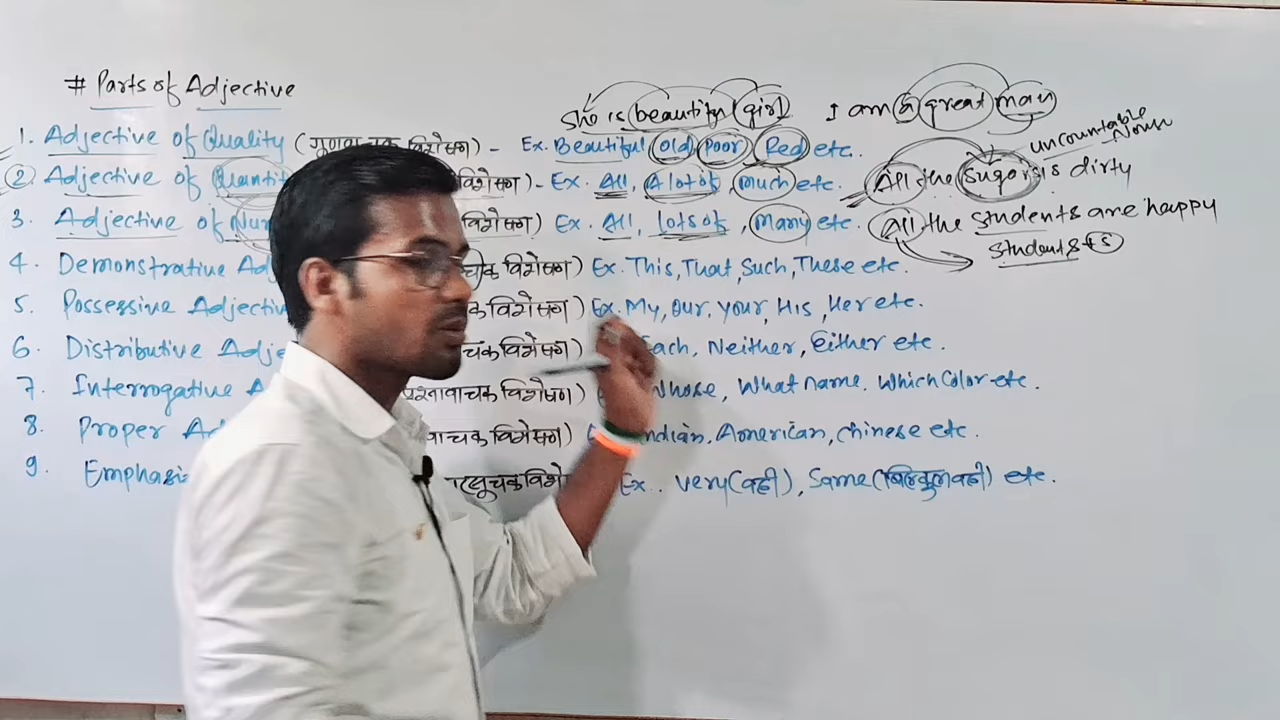 # Parts of Adjective
She is beautiful girl
I am a great man
1. Adjective of Quality (गुणवाचक विशेषण) - Ex. Beautiful Old Poor Red etc.
uncountable Noun
2 Adjective of Quantit विशेषण) - Ex. All, A lot of, Much etc.
All the Sugar is dirty
3. Adjective of Num विशेषण) Ex. All, lots of, Many etc.
All the students are happy
4. Demonstrative Ad विशेषण) Ex. This, That, Such, These etc.
5. Possessive Adjectiv क विशेषण) Ex. My, Our, your, His, Her etc.
6. Distributive Adje चक विशेषण) Each, Neither, Either etc.
7. Interrogative A प्रश्नवाचक विशेषण) Whose, What name. Which Color etc.
8. Proper Ad वाचक विशेषण) ndian, American, Chinese etc.
9. Emphasi सूचक विशे Ex. very (वही), Same (बिल्कुल वही) etc.